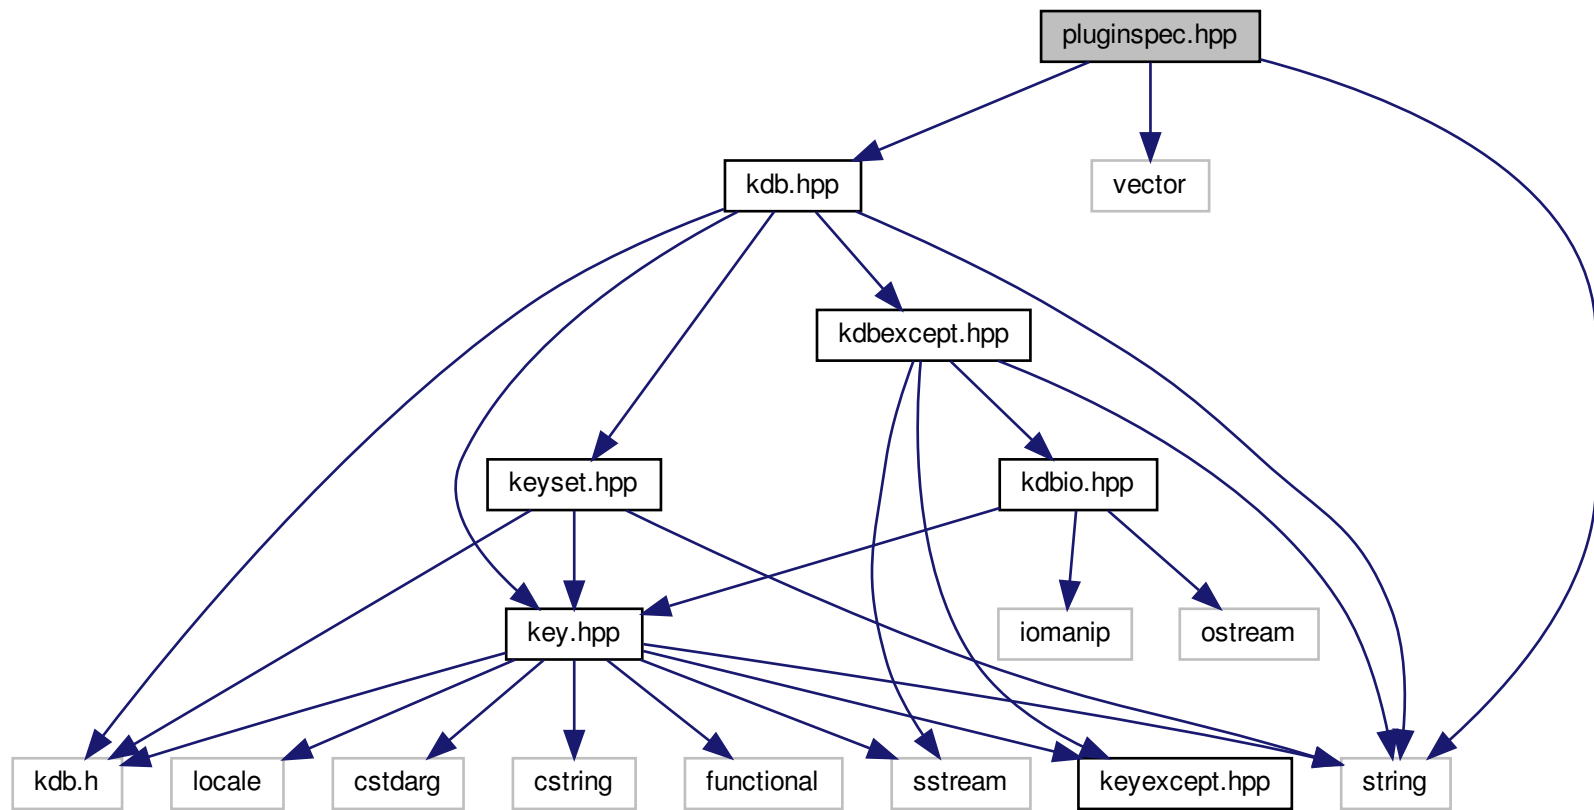 pluginspec.hpp
kdb.hpp
vector
kdbexcept.hpp
keyset.hpp
kdbio.hpp
key.hpp
iomanip
ostream
kdb.h
locale
cstdarg
cstring
functional
sstream
keyexcept.hpp
string